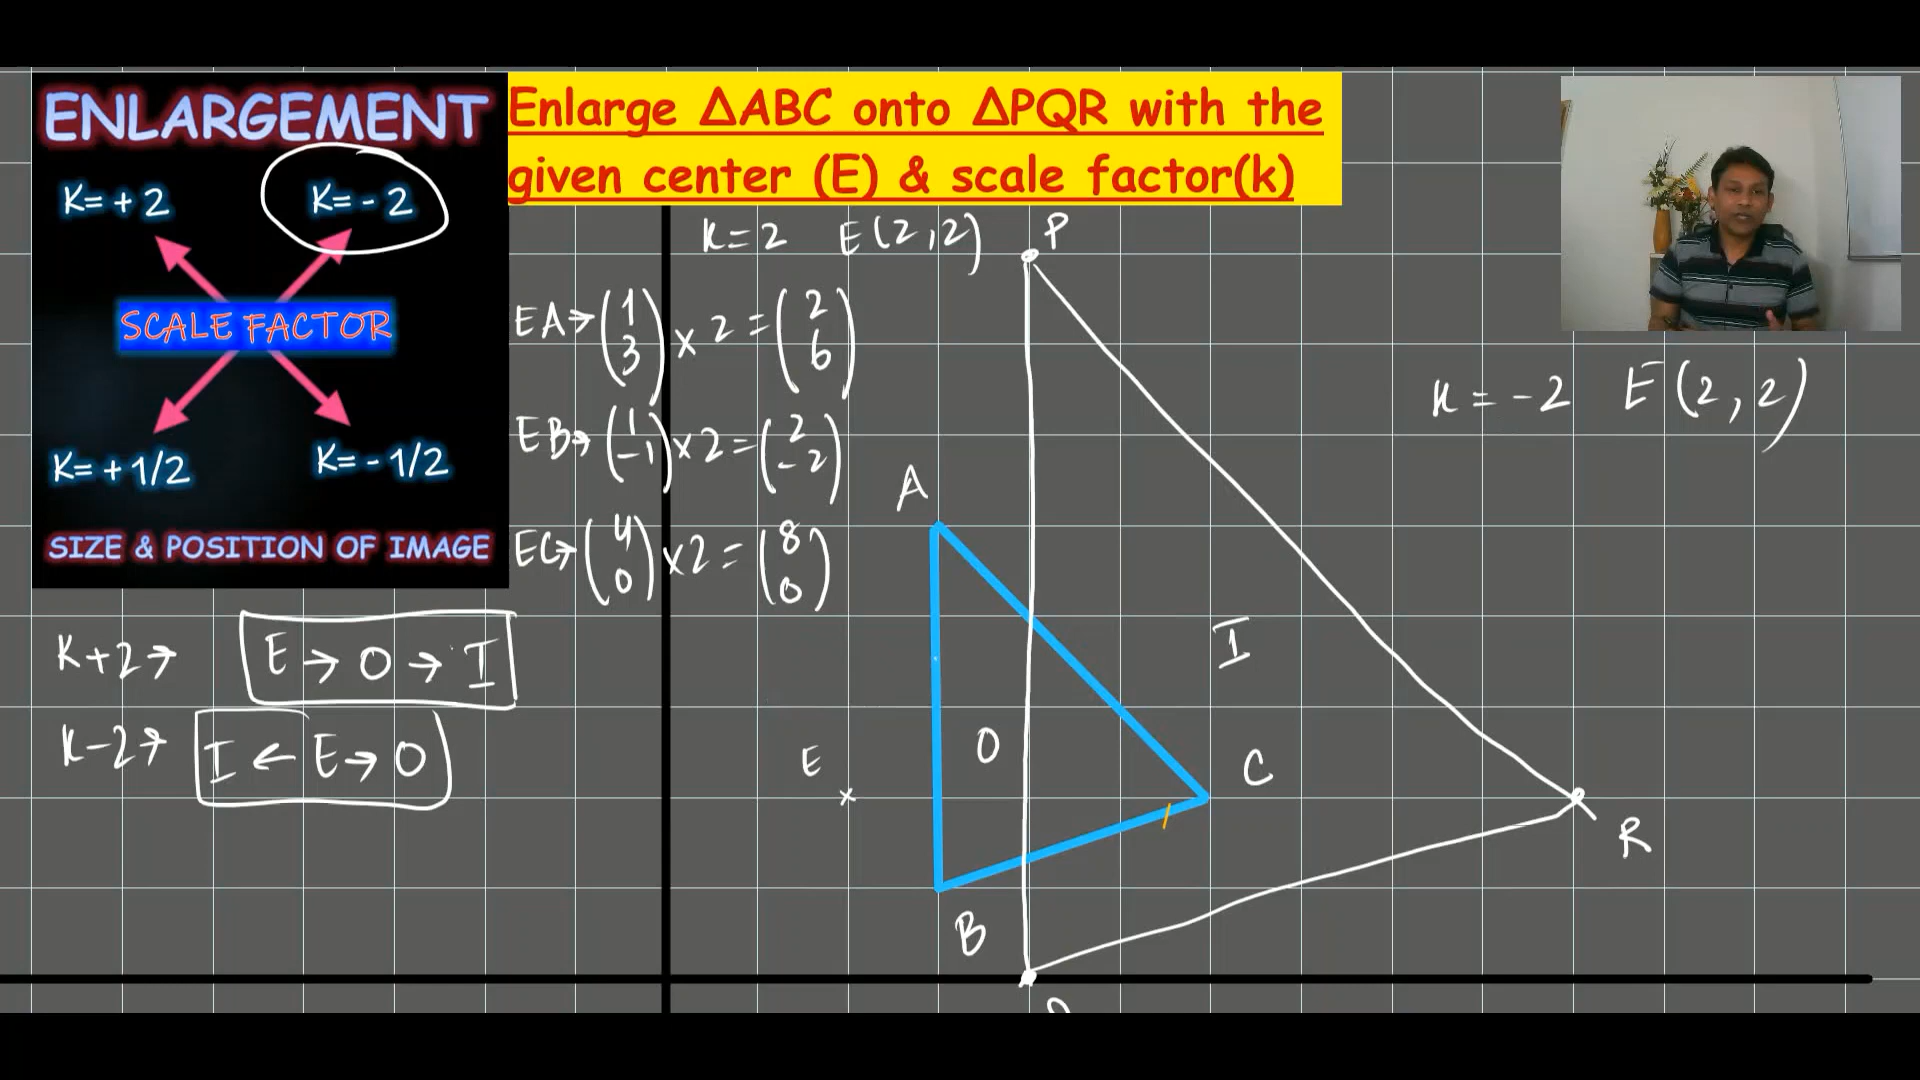 ENLARGEMENT
K= + 2
K= - 2
SCALE FACTOR
K= + 1/2
K= - 1/2
SIZE & POSITION OF IMAGE
Enlarge ΔABC onto ΔPQR with the
given center (E) & scale factor(k)
K=2 E(2,2)
EA→(1 3)×2=(2 6)
EB→(1 -1)×2=(2 -2)
EC→(4 0)×2=(8 0)
K+2→ E→O→I
K-2→ I←E→O
P
A
I
O
E
×
C
B
R
K=-2 E(2,2)